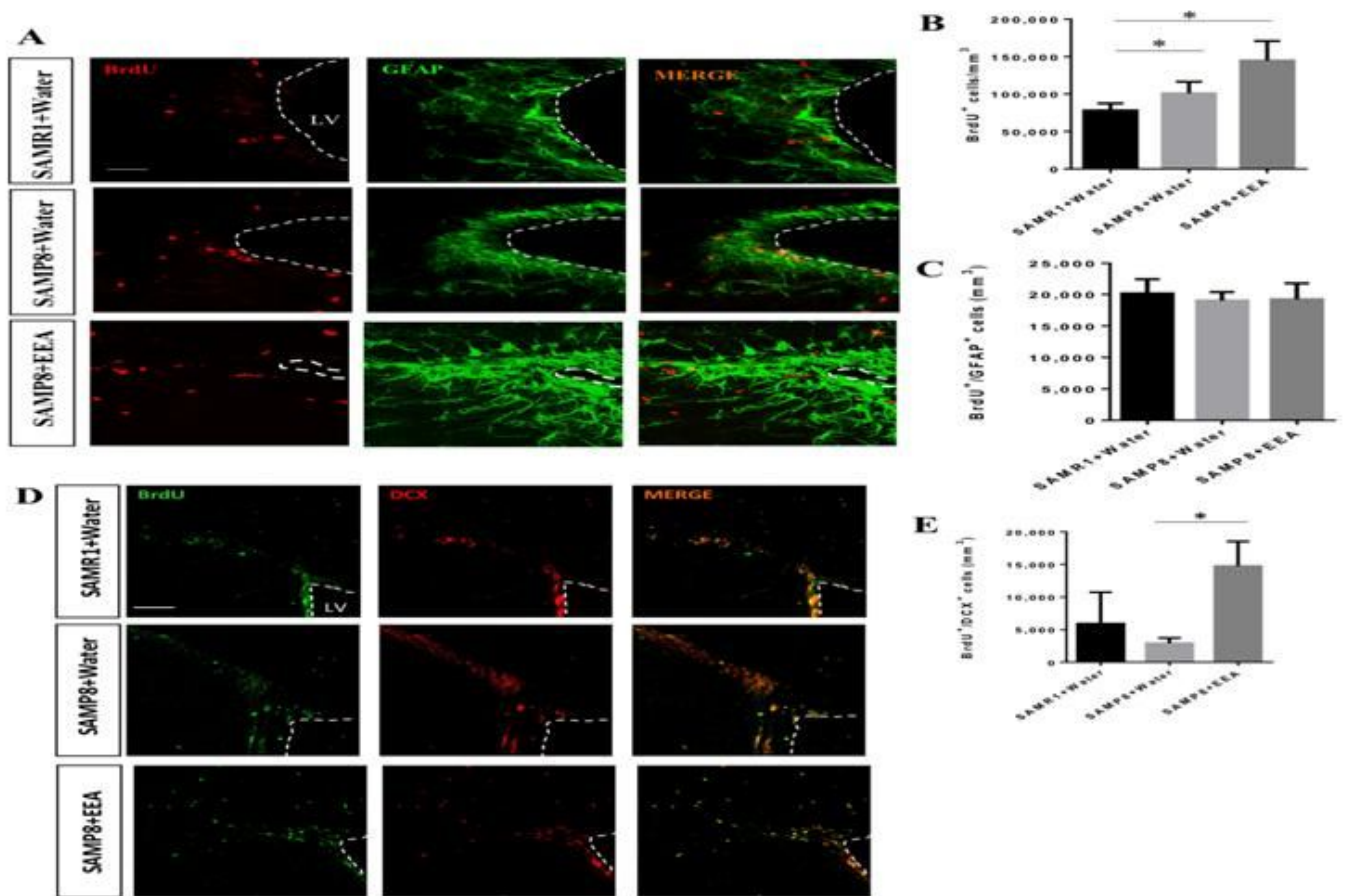 A
BrdU
GFAP
MERGE
SAMR1+Water
LV
SAMP8+Water
SAMP8+EEA
B
BrdU⁺ cells/mm³
200,000
150,000
100,000
50,000
0
*
*
SAMR1+Water
SAMP8+Water
SAMP8+EEA
C
BrdU⁺/GFAP⁺ cells (mm³)
25,000
20,000
15,000
10,000
5,000
0
SAMR1+Water
SAMP8+Water
SAMP8+EEA
D
BrdU
DCX
MERGE
SAMR1+Water
LV
SAMP8+Water
SAMP8+EEA
E
BrdU⁺/DCX⁺ cells (mm³)
20,000
15,000
10,000
5,000
0
*
SAMR1+Water
SAMP8+Water
SAMP8+EEA